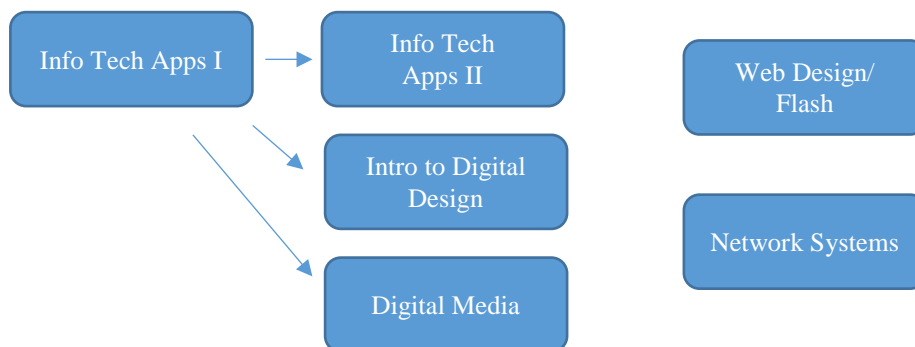 Info Tech Apps I
Info Tech
Apps II
Web Design/
Flash
Intro to Digital
Design
Network Systems
Digital Media